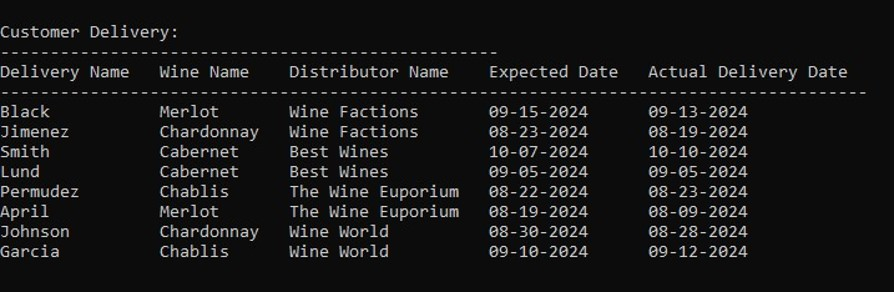 Customer Delivery:
--------------------------------------------------
Delivery Name   Wine Name    Distributor Name    Expected Date   Actual Delivery Date
---------------------------------------------------------------------------------------
Black           Merlot       Wine Factions       09-15-2024      09-13-2024
Jimenez         Chardonnay   Wine Factions       08-23-2024      08-19-2024
Smith           Cabernet     Best Wines          10-07-2024      10-10-2024
Lund            Cabernet     Best Wines          09-05-2024      09-05-2024
Permudez        Chablis      The Wine Euporium   08-22-2024      08-23-2024
April           Merlot       The Wine Euporium   08-19-2024      08-09-2024
Johnson         Chardonnay   Wine World          08-30-2024      08-28-2024
Garcia          Chablis      Wine World          09-10-2024      09-12-2024